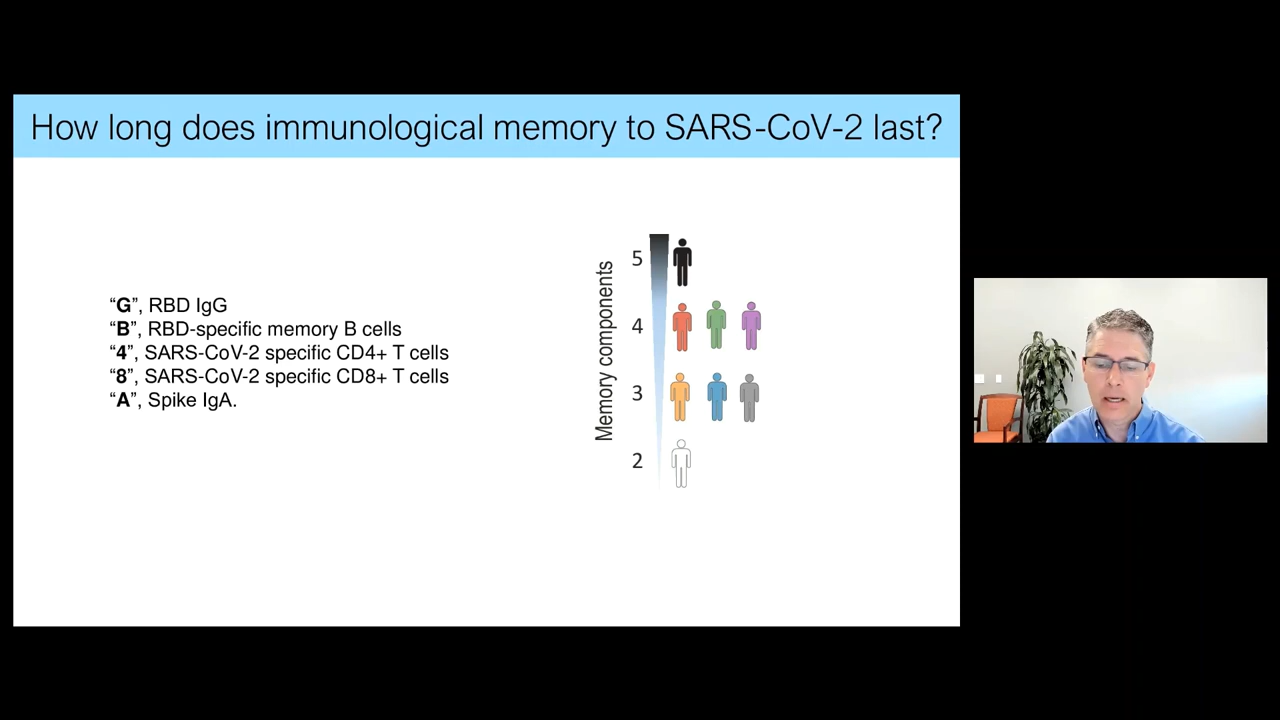 How long does immunological memory to SARS-CoV-2 last?
“G”, RBD IgG
“B”, RBD-specific memory B cells
“4”, SARS-CoV-2 specific CD4+ T cells
“8”, SARS-CoV-2 specific CD8+ T cells
“A”, Spike IgA.
Memory components
5
4
3
2